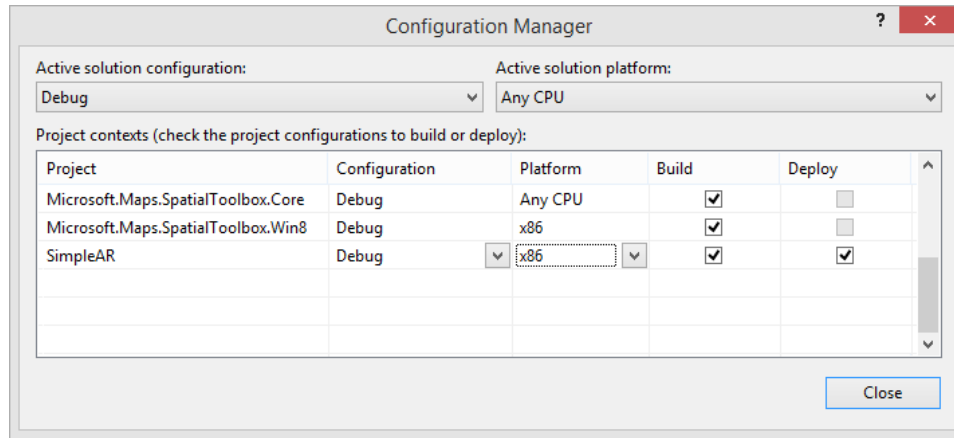 Configuration Manager
?
×
Active solution configuration: Active solution platform:
Debug Any CPU
Project contexts (check the project configurations to build or deploy):
Project Configuration Platform Build Deploy
Microsoft.Maps.SpatialToolbox.Core Debug Any CPU
Microsoft.Maps.SpatialToolbox.Win8 Debug x86
SimpleAR Debug x86
Close